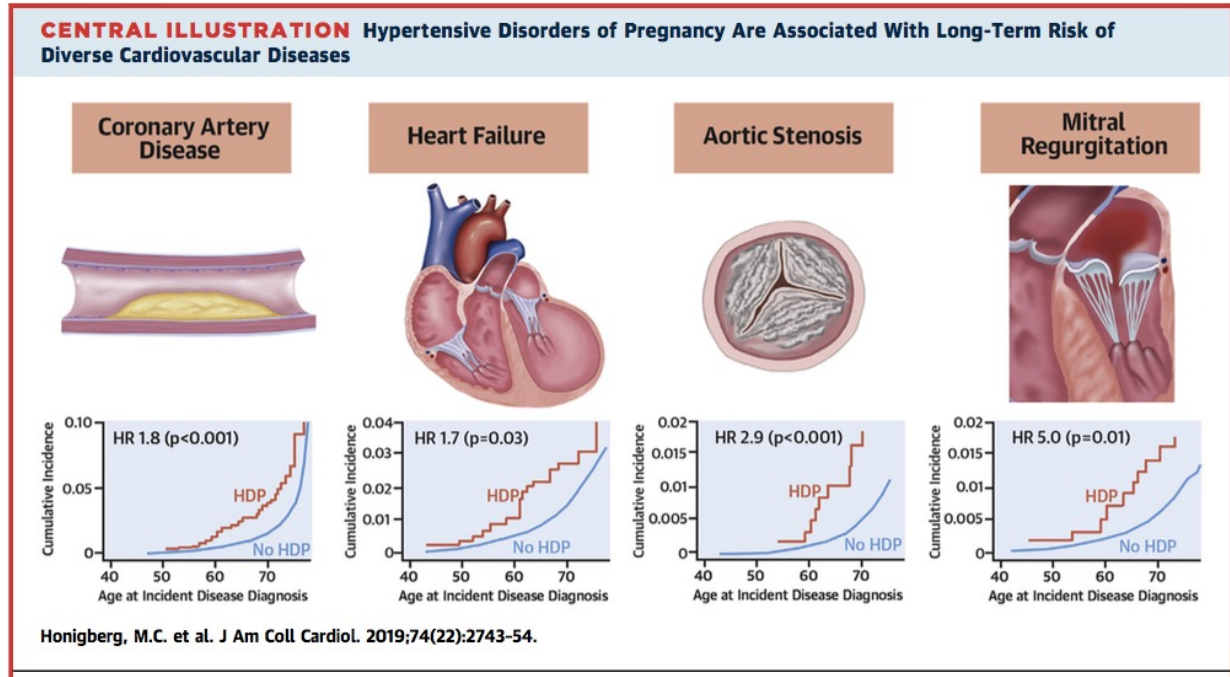 CENTRAL ILLUSTRATION Hypertensive Disorders of Pregnancy Are Associated With Long-Term Risk of
Diverse Cardiovascular Diseases
Coronary Artery
Disease
Heart Failure
Aortic Stenosis
Mitral
Regurgitation
Cumulative Incidence
0.10
0.05
0
HR 1.8 (p<0.001)
HDP
No HDP
40 50 60 70
Age at Incident Disease Diagnosis
Cumulative Incidence
0.04
0.03
0.02
0.01
0
HR 1.7 (p=0.03)
HDP
No HDP
40 50 60 70
Age at Incident Disease Diagnosis
Cumulative Incidence
0.02
0.015
0.01
0.005
0
HR 2.9 (p<0.001)
HDP
No HDP
40 50 60 70
Age at Incident Disease Diagnosis
Cumulative Incidence
0.02
0.015
0.01
0.005
0
HR 5.0 (p=0.01)
HDP
No HDP
40 50 60 70
Age at Incident Disease Diagnosis
Honigberg, M.C. et al. J Am Coll Cardiol. 2019;74(22):2743-54.